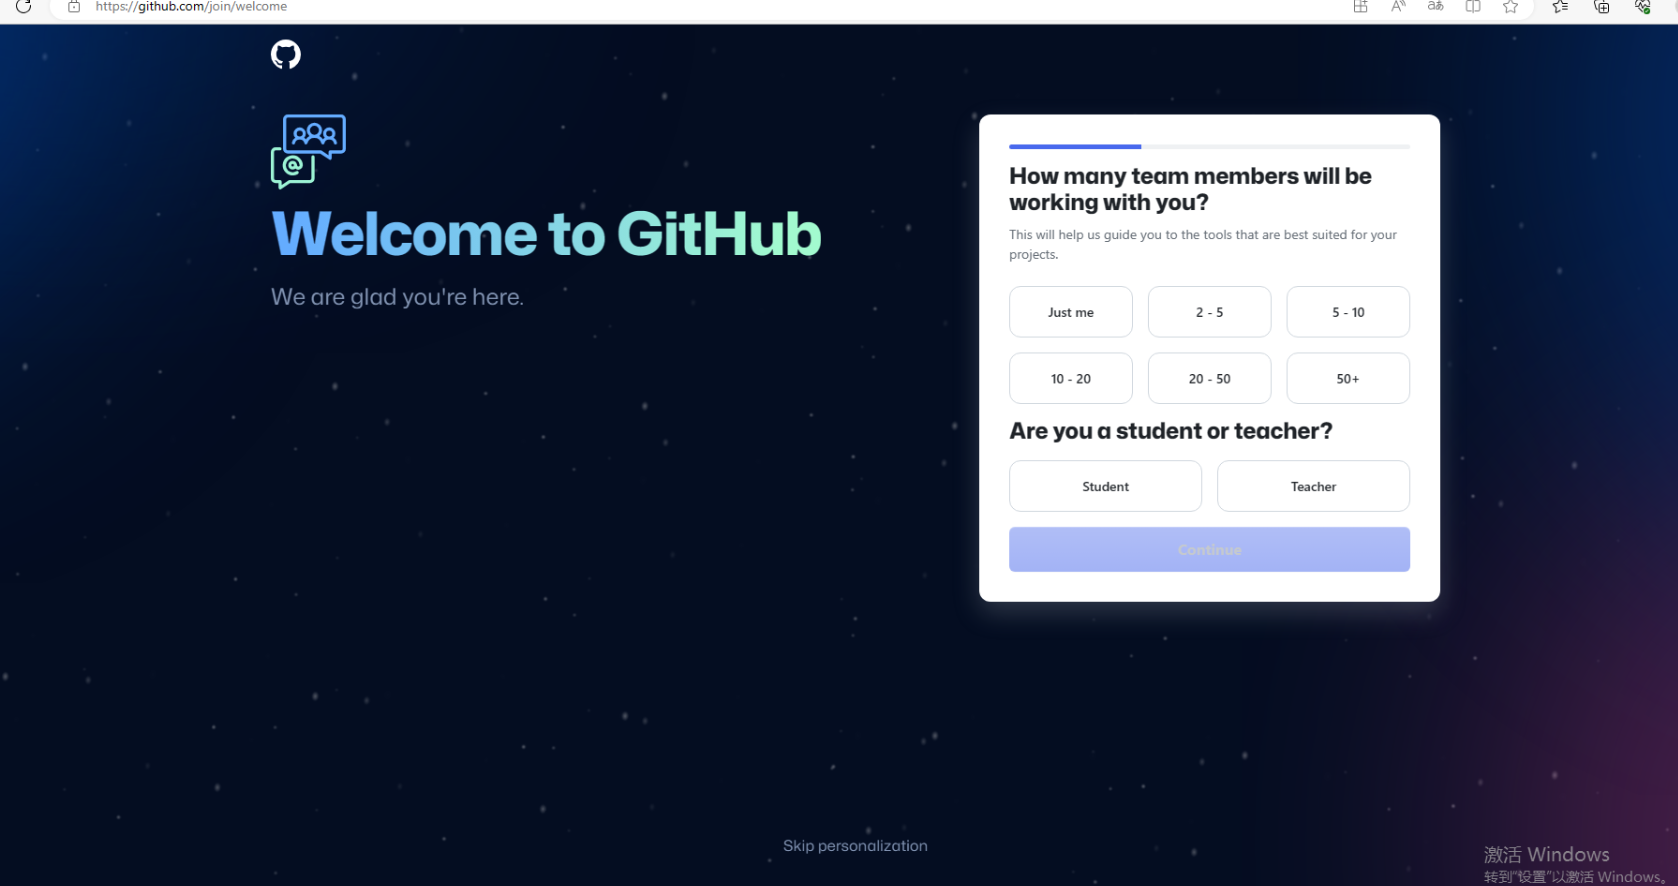 https://github.com/join/welcome
@
Welcome to GitHub
We are glad you're here.
How many team members will be
working with you?
This will help us guide you to the tools that are best suited for your
projects.
Just me
2 - 5
5 - 10
10 - 20
20 - 50
50+
Are you a student or teacher?
Student
Teacher
Continue
Skip personalization
激活 Windows
转到"设置"以激活 Windows。